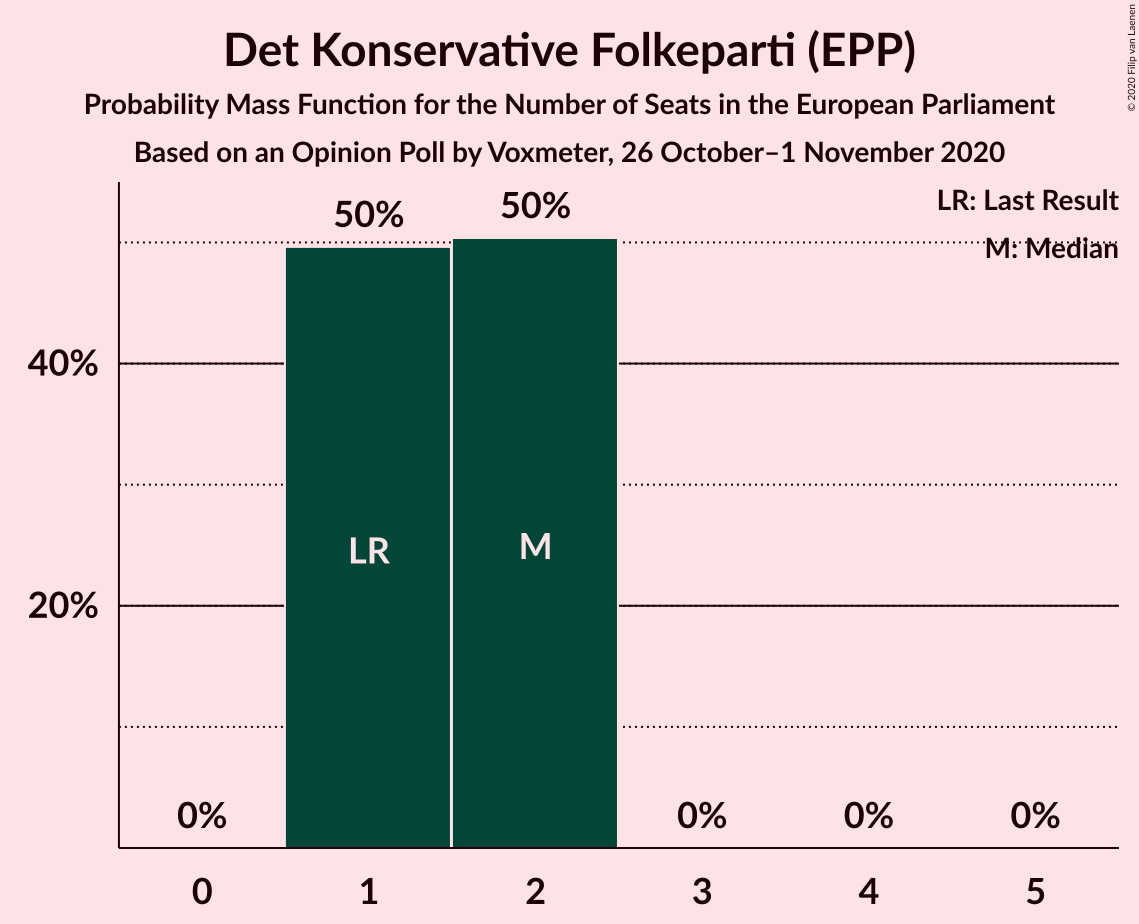 Det Konservative Folkeparti (EPP)
Probability Mass Function for the Number of Seats in the European Parliament
Based on an Opinion Poll by Voxmeter, 26 October–1 November 2020
© 2020 Filip van Laenen
LR: Last Result
M: Median
50%
50%
40%
20%
LR
M
0%
0%
0%
0%
0
1
2
3
4
5